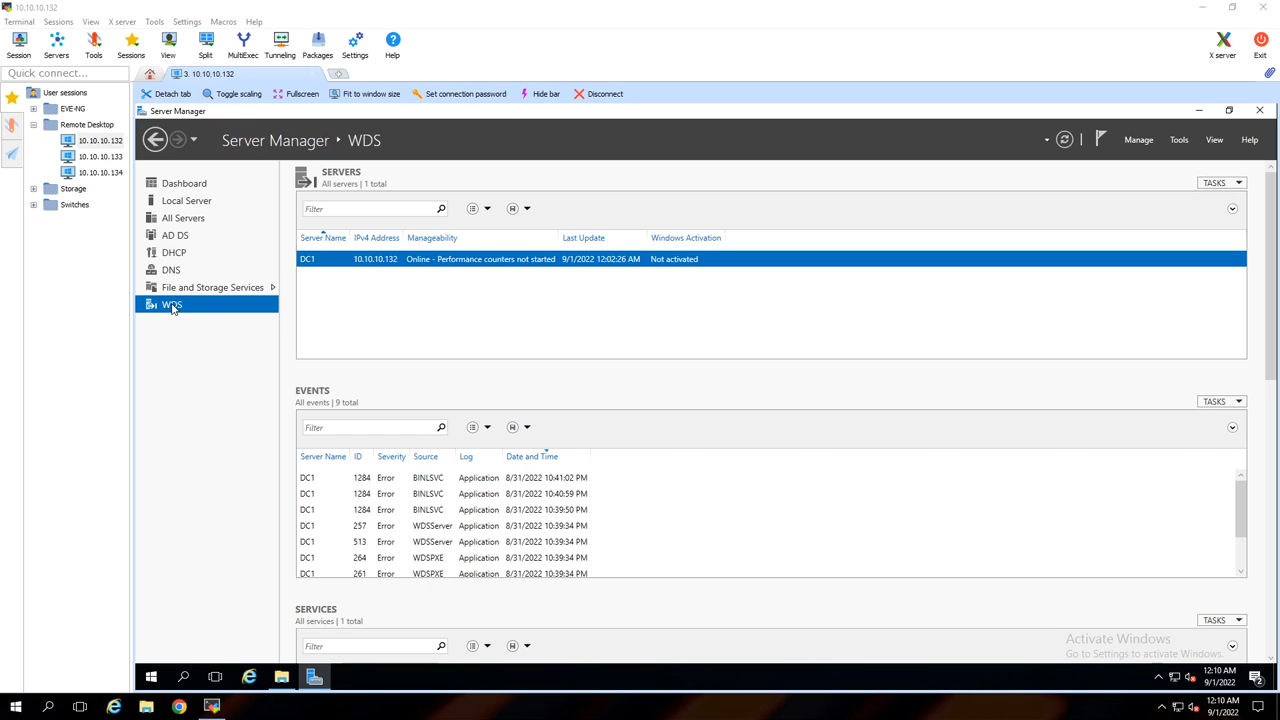 10.10.10.132
Terminal Sessions View X server Tools Settings Macros Help
Session Servers Tools Sessions View Split MultiExec Tunneling Packages Settings Help X server Exit
Quick connect...
3. 10.10.10.132
Detach tab Toggle scaling Fullscreen Fit to window size Set connection password Hide bar Disconnect
User sessions
EVE-NG
Remote Desktop
10.10.10.132
10.10.10.133
10.10.10.134
Storage
Switches
Server Manager
Server Manager WDS
Manage Tools View Help
Dashboard
Local Server
All Servers
AD DS
DHCP
DNS
File and Storage Services
WDS
SERVERS
All servers | 1 total
TASKS
Filter
Server Name IPv4 Address Manageability Last Update Windows Activation
DC1 10.10.10.132 Online - Performance counters not started 9/1/2022 12:02:26 AM Not activated
EVENTS
All events | 9 total
TASKS
Filter
Server Name ID Severity Source Log Date and Time
DC1 1284 Error BINLSVC Application 8/31/2022 10:41:02 PM
DC1 1284 Error BINLSVC Application 8/31/2022 10:40:59 PM
DC1 1284 Error BINLSVC Application 8/31/2022 10:39:50 PM
DC1 257 Error WDSServer Application 8/31/2022 10:39:34 PM
DC1 513 Error WDSServer Application 8/31/2022 10:39:34 PM
DC1 264 Error WDSPXE Application 8/31/2022 10:39:34 PM
DC1 261 Error WDSPXE Application 8/31/2022 10:39:34 PM
SERVICES
All services | 1 total
TASKS
Filter
Activate Windows
Go to Settings to activate Windows.
12:10 AM
9/1/2022
2
12:10 AM
9/1/2022